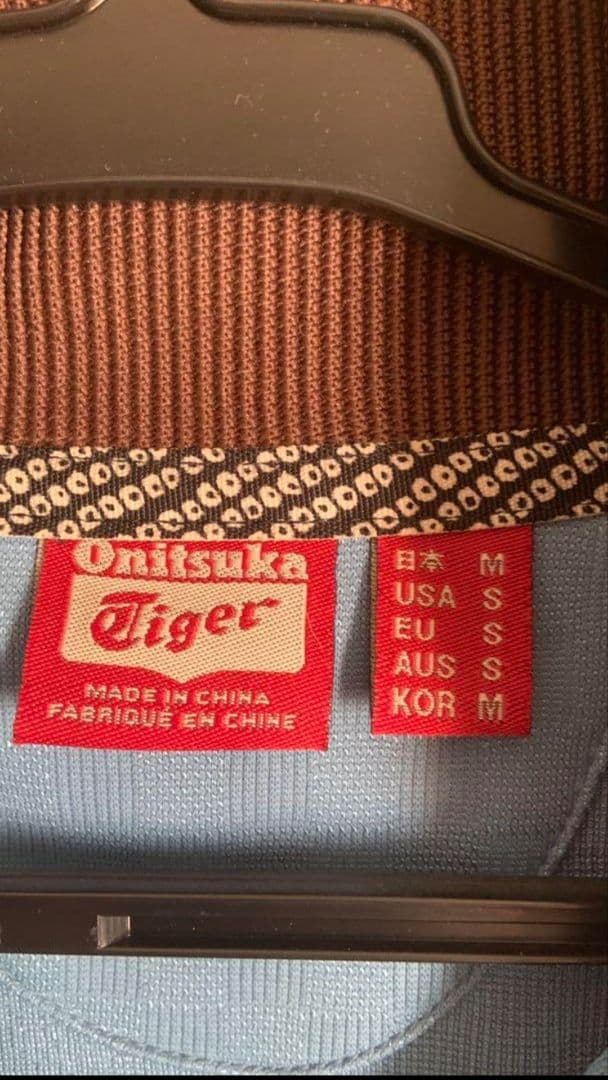 Onitsuka
Tiger
MADE IN CHINA
FABRIQUÉ EN CHINE
日本 M
USA S
EU S
AUS S
KOR M